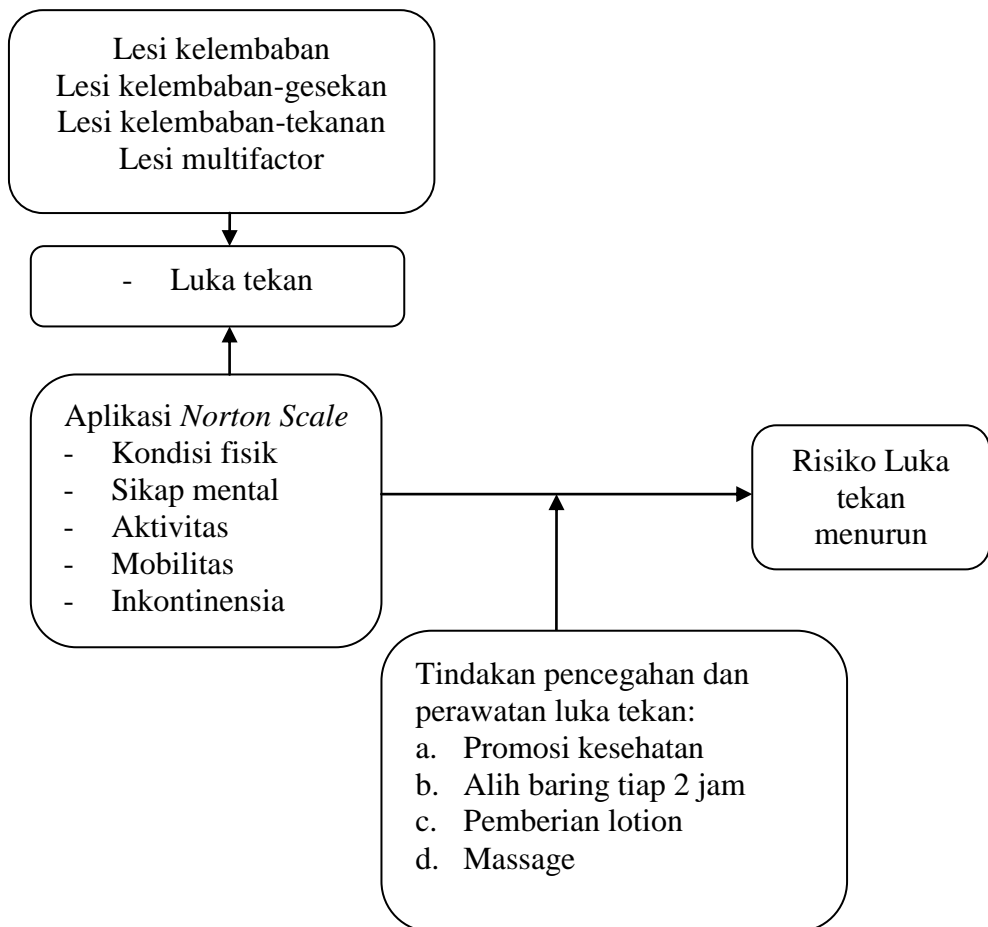 Lesi kelembaban
Lesi kelembaban-gesekan
Lesi kelembaban-tekanan
Lesi multifactor
- Luka tekan
Aplikasi Norton Scale
- Kondisi fisik
- Sikap mental
- Aktivitas
- Mobilitas
- Inkontinensia
Risiko Luka
tekan
menurun
Tindakan pencegahan dan
perawatan luka tekan:
a. Promosi kesehatan
b. Alih baring tiap 2 jam
c. Pemberian lotion
d. Massage